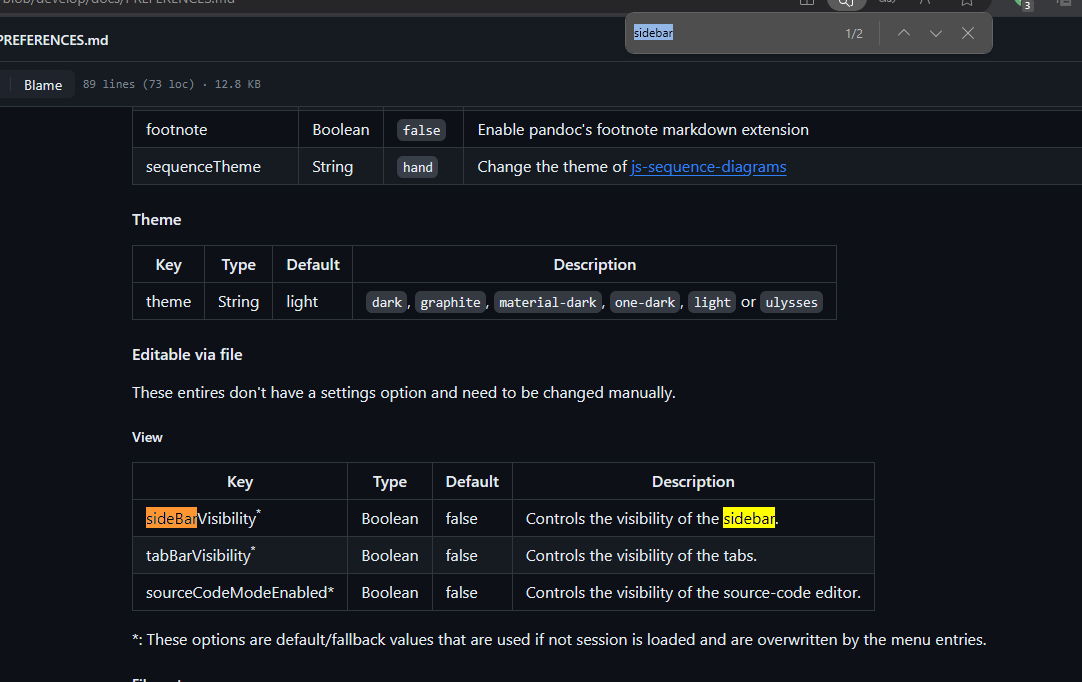 blob/develop/docs/PREFERENCES.md
3
sidebar 1/2
PREFERENCES.md
Blame 89 lines (73 loc) · 12.8 KB
footnote Boolean false Enable pandoc's footnote markdown extension
sequenceTheme String hand Change the theme of js-sequence-diagrams
Theme
Key Type Default Description
theme String light dark, graphite, material-dark, one-dark, light or ulysses
Editable via file
These entires don't have a settings option and need to be changed manually.
View
Key Type Default Description
sideBarVisibility* Boolean false Controls the visibility of the sidebar.
tabBarVisibility* Boolean false Controls the visibility of the tabs.
sourceCodeModeEnabled* Boolean false Controls the visibility of the source-code editor.
*: These options are default/fallback values that are used if not session is loaded and are overwritten by the menu entries.